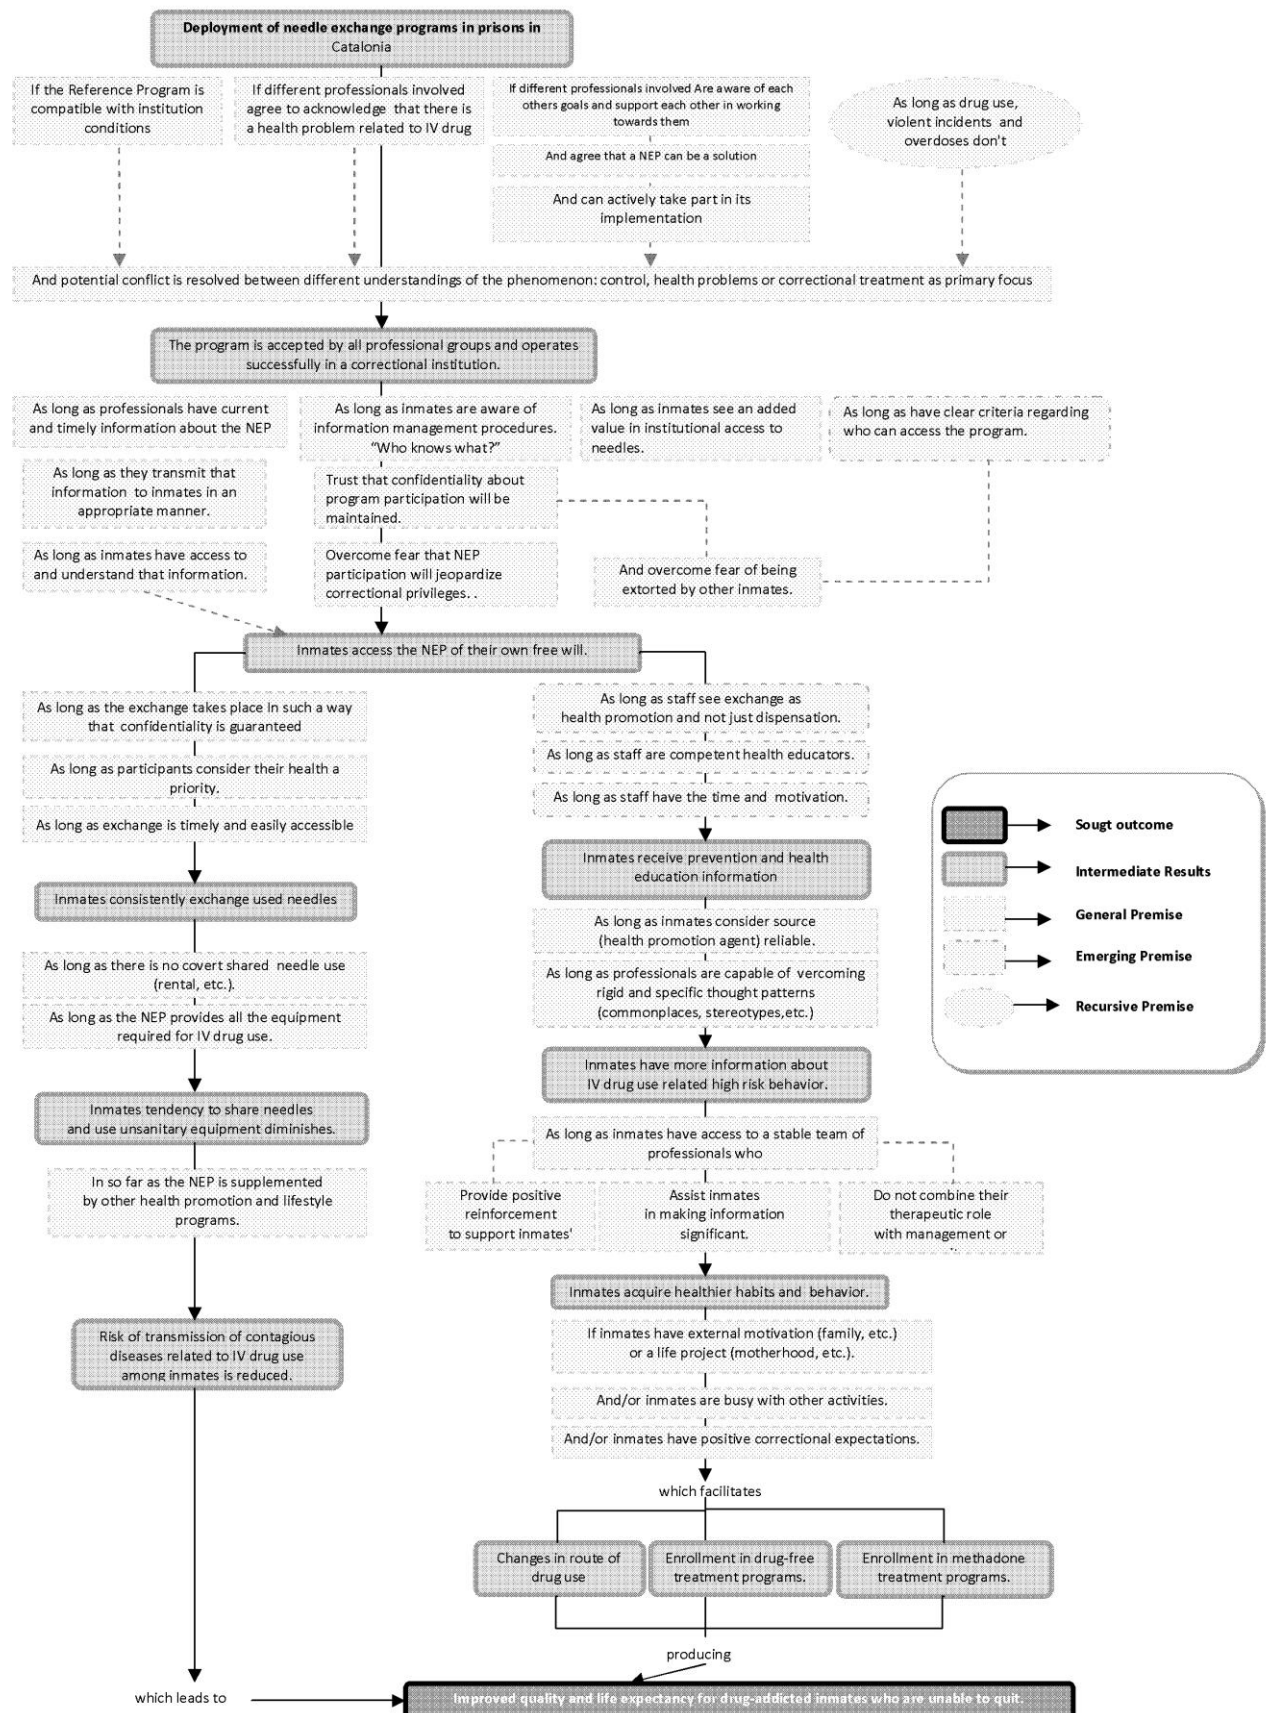 Deployment of needle exchange programs in prisons in
Catalonia
If the Reference Program is
compatible with institution
conditions
If different professionals involved
agree to acknowledge that there is
a health problem related to IV drug
If different professionals involved Are aware of each
others goals and support each other in working
towards them
As long as drug use,
violent incidents and
overdoses don't
And agree that a NEP can be a solution
And can actively take part in its
implementation
And potential conflict is resolved between different understandings of the phenomenon: control, health problems or correctional treatment as primary focus
The program is accepted by all professional groups and operates
successfully in a correctional institution.
As long as professionals have current
and timely information about the NEP
As long as inmates are aware of
information management procedures.
“Who knows what?”
As long as inmates see an added
value in institutional access to
needles.
As long as have clear criteria regarding
who can access the program.
As long as they transmit that
information to inmates in an
appropriate manner.
Trust that confidentiality about
program participation will be
maintained.
As long as inmates have access to
and understand that information.
Overcome fear that NEP
participation will jeopardize
correctional privileges. .
And overcome fear of being
extorted by other inmates.
Inmates access the NEP of their own free will.
As long as the exchange takes place In such a way
that confidentiality is guaranteed
As long as participants consider their health a
priority.
As long as exchange is timely and easily accessible
Inmates consistently exchange used needles
As long as there is no covert shared needle use
(rental, etc.).
As long as the NEP provides all the equipment
required for IV drug use.
Inmates tendency to share needles
and use unsanitary equipment diminishes.
In so far as the NEP is supplemented
by other health promotion and lifestyle
programs.
Risk of transmission of contagious
diseases related to IV drug use
among inmates is reduced.
which leads to
As long as staff see exchange as
health promotion and not just dispensation.
As long as staff are competent health educators.
As long as staff have the time and motivation.
Inmates receive prevention and health
education information
As long as inmates consider source
(health promotion agent) reliable.
As long as professionals are capable of vercoming
rigid and specific thought patterns
(commonplaces, stereotypes,etc.)
Inmates have more information about
IV drug use related high risk behavior.
As long as inmates have access to a stable team of
professionals who
Provide positive
reinforcement
to support inmates'
Assist inmates
in making information
significant.
Do not combine their
therapeutic role
with management or
Inmates acquire healthier habits and behavior.
If inmates have external motivation (family, etc.)
or a life project (motherhood, etc.).
And/or inmates are busy with other activities.
And/or inmates have positive correctional expectations.
which facilitates
Changes in route of
drug use
Enrollment in drug-free
treatment programs.
Enrollment in methadone
treatment programs.
producing
Improved quality and life expectancy for drug-addicted inmates who are unable to quit.
Sougt outcome
Intermediate Results
General Premise
Emerging Premise
Recursive Premise